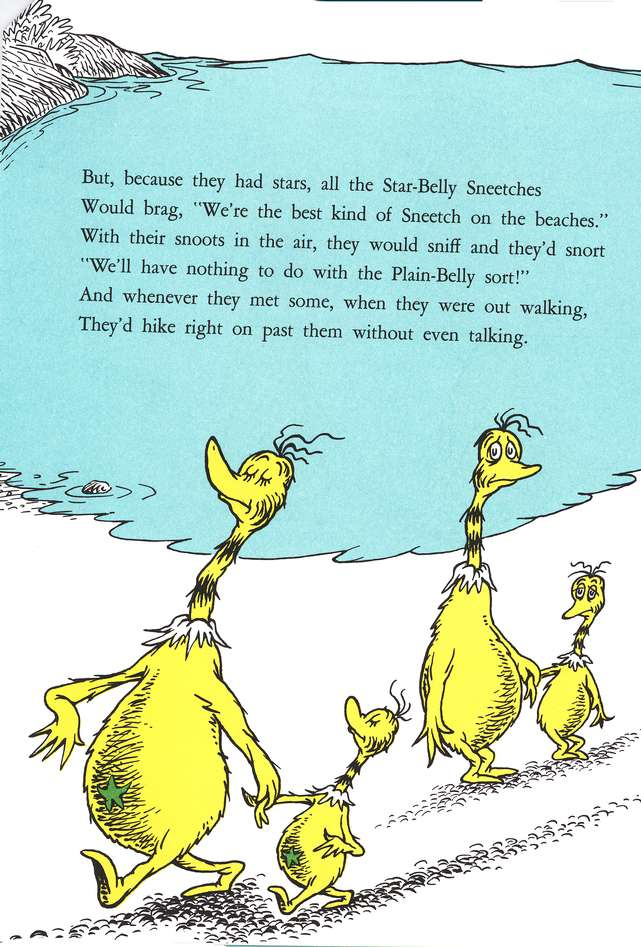 But, because they had stars, all the Star-Belly Sneetches
Would brag, “We’re the best kind of Sneetch on the beaches.”
With their snoots in the air, they would sniff and they’d snort
“We’ll have nothing to do with the Plain-Belly sort!”
And whenever they met some, when they were out walking,
They’d hike right on past them without even talking.